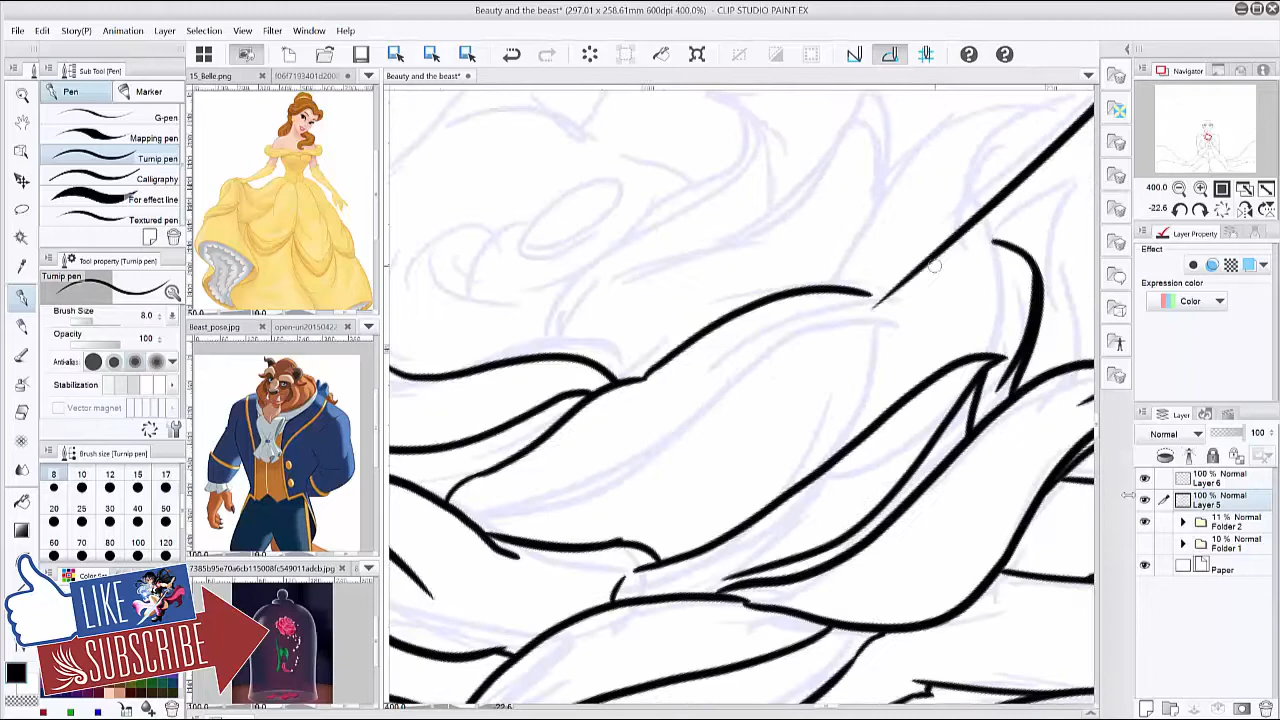 Beauty and the beast* (297.01 x 258.61mm 600dpi 400.0%) - CLIP STUDIO PAINT EX
File Edit Story(P) Animation Layer Selection View Filter Window Help
Sub Tool [Pen]
15_Belle.png
Beauty and the beast*
Navigator
Pen Marker
G-pen
Mapping pen
Turnip pen
Calligraphy
For effect line
Textured pen
400.0
-22.6
Tool property [Turnip pen]
Turnip pen
Brush Size 8.0
Opacity 100
Anti-aliasing
Stabilization
Vector magnet
Brush size [Turnip pen]
8 10 12 15 17
20 25 30 40 50
60 70 80 100 120
Beast_pose.jpg
open-uri20150422
7385b95e70a6cb115008fc549011adcb.jpg
Layer Property
Effect
Expression color
Color
Layer
Normal 100
100 % Normal
Layer 6
100 % Normal
Layer 5
11 % Normal
Folder 2
10 % Normal
Folder 1
Paper
LIKE
SUBSCRIBE